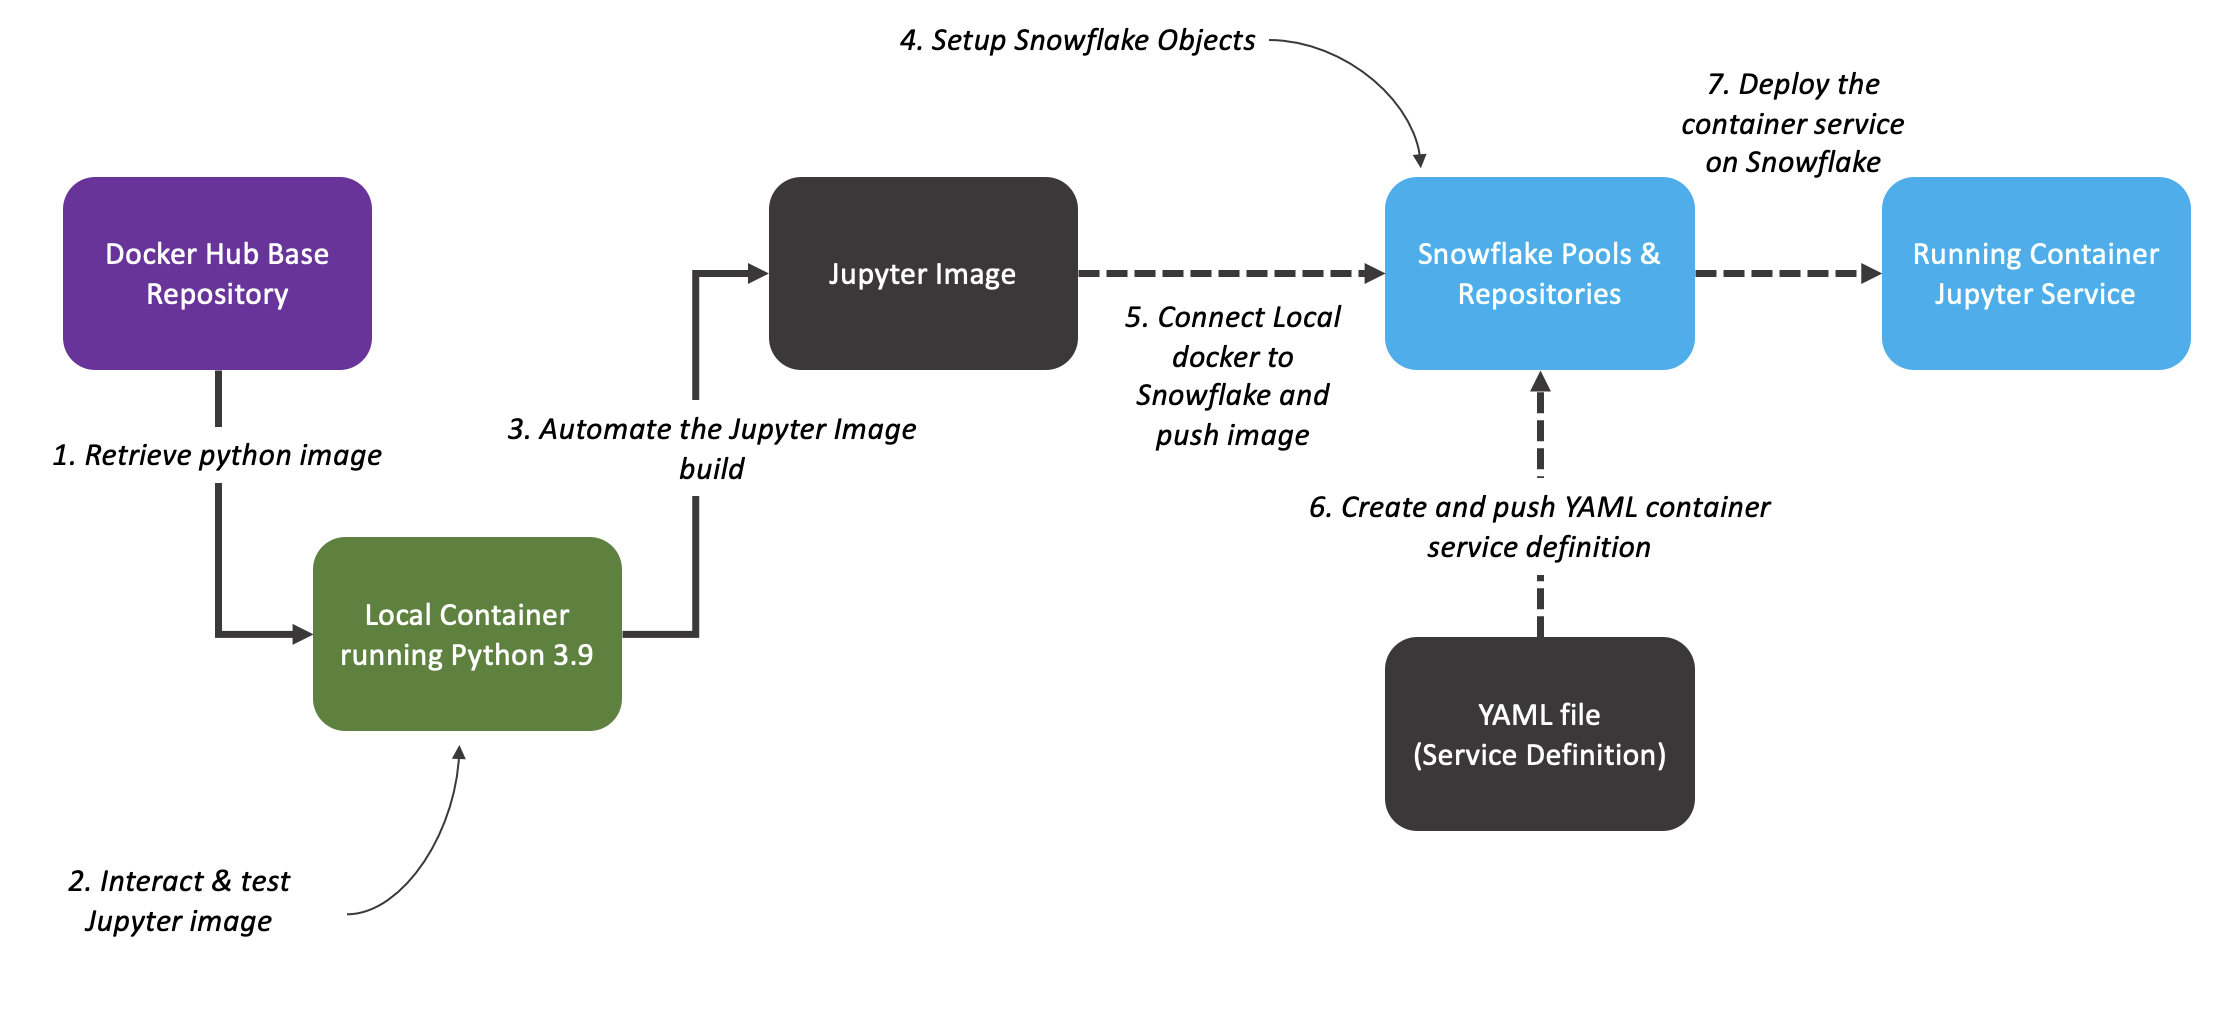 4. Setup Snowflake Objects
7. Deploy the
container service
on Snowflake
Docker Hub Base
Repository
Jupyter Image
Snowflake Pools &
Repositories
Running Container
Jupyter Service
5. Connect Local
docker to
Snowflake and
push image
1. Retrieve python image
3. Automate the Jupyter Image
build
6. Create and push YAML container
service definition
Local Container
running Python 3.9
YAML file
(Service Definition)
2. Interact & test
Jupyter image